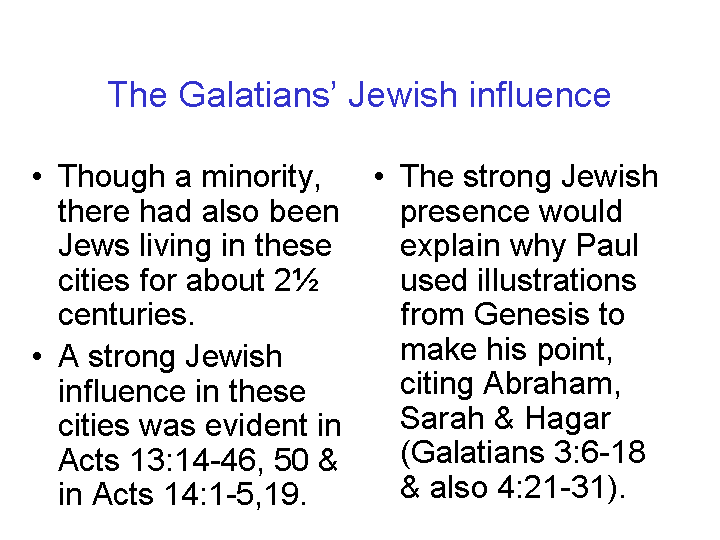 The Galatians’ Jewish influence
• Though a minority,
there had also been
Jews living in these
cities for about 2½
centuries.
• A strong Jewish
influence in these
cities was evident in
Acts 13:14-46, 50 &
in Acts 14:1-5,19.
• The strong Jewish
presence would
explain why Paul
used illustrations
from Genesis to
make his point,
citing Abraham,
Sarah & Hagar
(Galatians 3:6-18
& also 4:21-31).